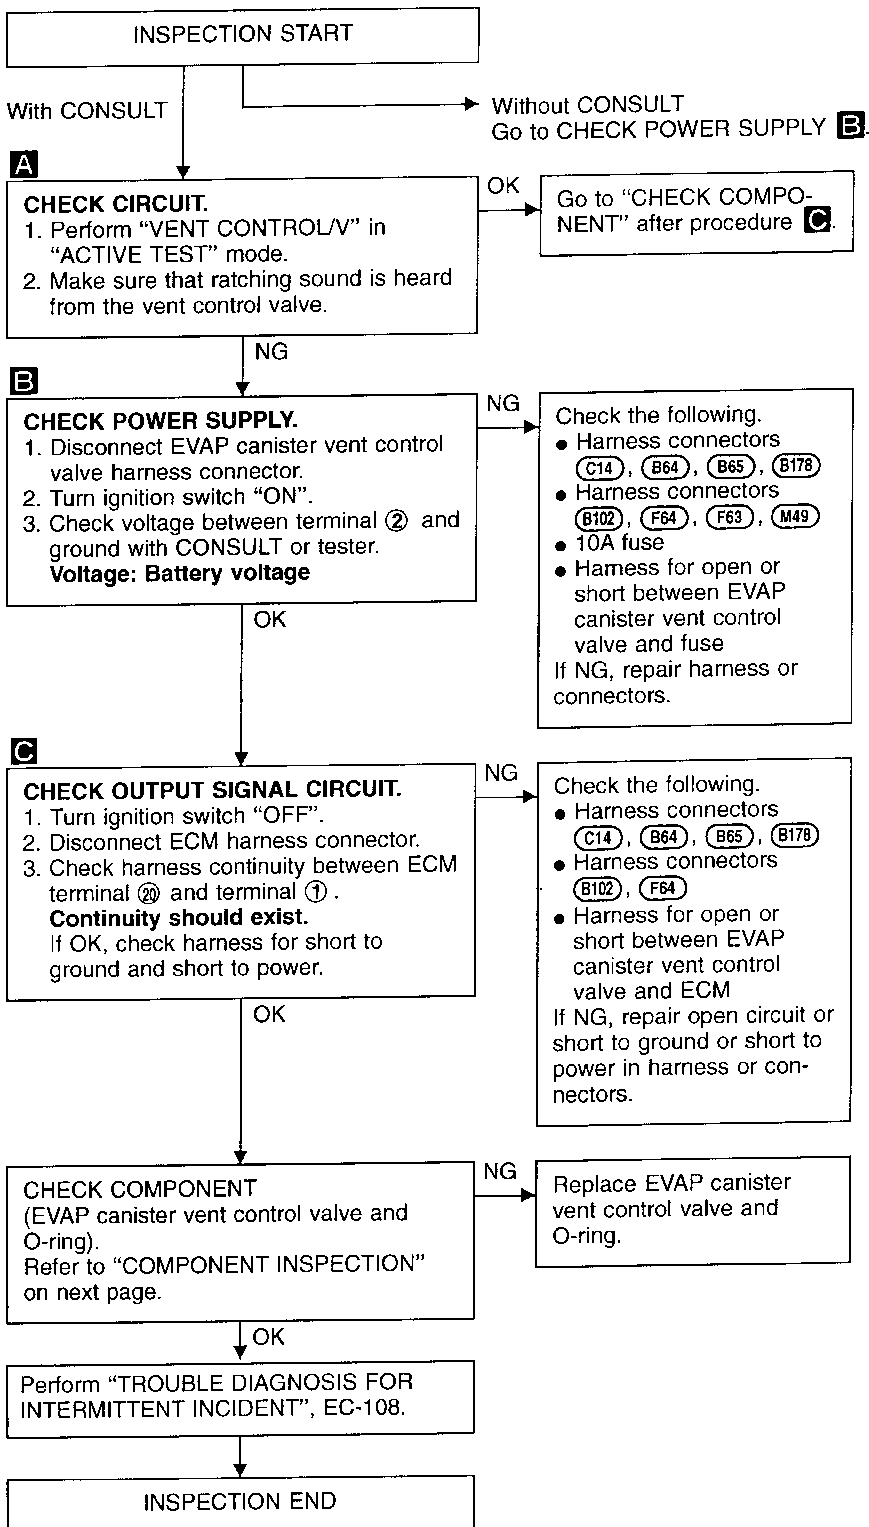 INSPECTION START
With CONSULT
Without CONSULT
Go to CHECK POWER SUPPLY B.
A
CHECK CIRCUIT.
1. Perform “VENT CONTROL/V” in
“ACTIVE TEST” mode.
2. Make sure that ratching sound is heard
from the vent control valve.
OK
Go to “CHECK COMPO-
NENT” after procedure C.
NG
B
CHECK POWER SUPPLY.
1. Disconnect EVAP canister vent control
valve harness connector.
2. Turn ignition switch “ON”.
3. Check voltage between terminal ② and
ground with CONSULT or tester.
Voltage: Battery voltage
NG
Check the following.
● Harness connectors
C14, B64, B65, B178
● Harness connectors
B102, F64, F63, M49
● 10A fuse
● Harness for open or
short between EVAP
canister vent control
valve and fuse
If NG, repair harness or
connectors.
OK
C
CHECK OUTPUT SIGNAL CIRCUIT.
1. Turn ignition switch “OFF”.
2. Disconnect ECM harness connector.
3. Check harness continuity between ECM
terminal ⑳ and terminal ①.
Continuity should exist.
If OK, check harness for short to
ground and short to power.
NG
Check the following.
● Harness connectors
C14, B64, B65, B178
● Harness connectors
B102, F64
● Harness for open or
short between EVAP
canister vent control
valve and ECM
If NG, repair open circuit or
short to ground or short to
power in harness or con-
nectors.
OK
CHECK COMPONENT
(EVAP canister vent control valve and
O-ring).
Refer to “COMPONENT INSPECTION”
on next page.
NG
Replace EVAP canister
vent control valve and
O-ring.
OK
Perform “TROUBLE DIAGNOSIS FOR
INTERMITTENT INCIDENT”, EC-108.
INSPECTION END